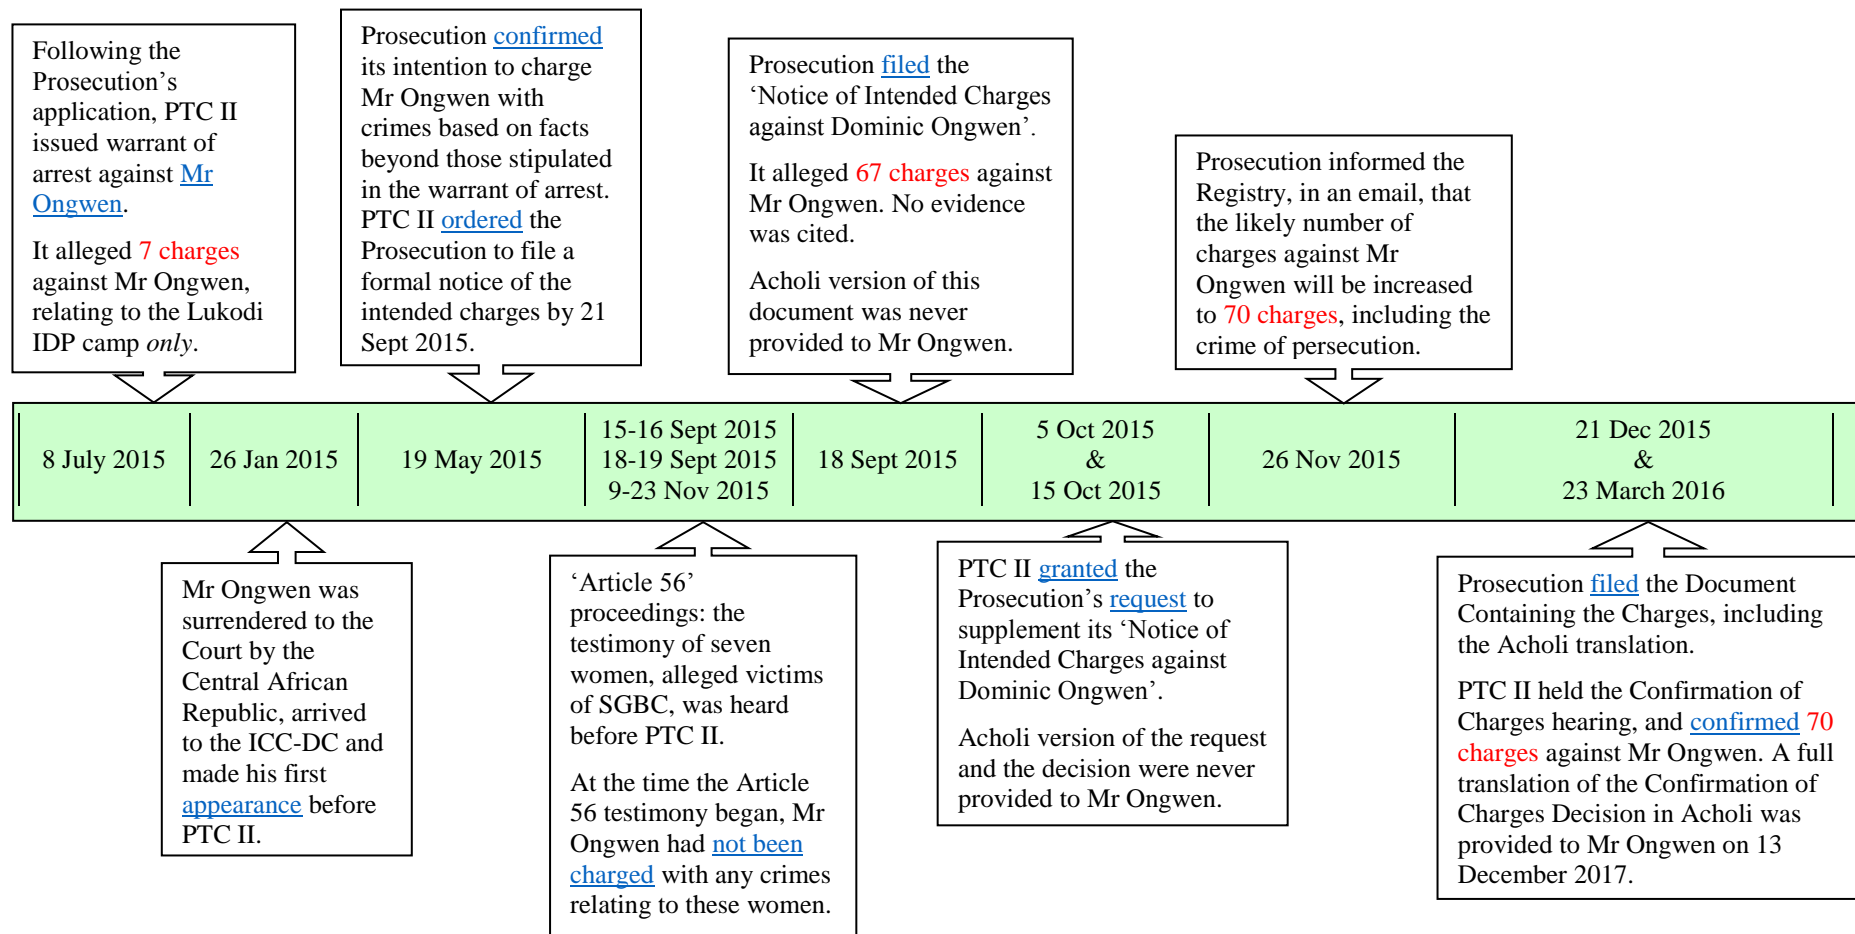 Following the
Prosecution’s
application, PTC II
issued warrant of
arrest against Mr
Ongwen.
It alleged 7 charges
against Mr Ongwen,
relating to the Lukodi
IDP camp only.
Prosecution confirmed
its intention to charge
Mr Ongwen with
crimes based on facts
beyond those stipulated
in the warrant of arrest.
PTC II ordered the
Prosecution to file a
formal notice of the
intended charges by 21
Sept 2015.
Prosecution filed the
‘Notice of Intended Charges
against Dominic Ongwen’.
It alleged 67 charges against
Mr Ongwen. No evidence
was cited.
Acholi version of this
document was never
provided to Mr Ongwen.
Prosecution informed the
Registry, in an email, that
the likely number of
charges against Mr
Ongwen will be increased
to 70 charges, including the
crime of persecution.
8 July 2015
26 Jan 2015
19 May 2015
15-16 Sept 2015
18-19 Sept 2015
9-23 Nov 2015
18 Sept 2015
5 Oct 2015
&
15 Oct 2015
26 Nov 2015
21 Dec 2015
&
23 March 2016
Mr Ongwen was
surrendered to the
Court by the
Central African
Republic, arrived
to the ICC-DC and
made his first
appearance before
PTC II.
‘Article 56’
proceedings: the
testimony of seven
women, alleged victims
of SGBC, was heard
before PTC II.
At the time the Article
56 testimony began, Mr
Ongwen had not been
charged with any crimes
relating to these women.
PTC II granted the
Prosecution’s request to
supplement its ‘Notice of
Intended Charges against
Dominic Ongwen’.
Acholi version of the request
and the decision were never
provided to Mr Ongwen.
Prosecution filed the Document
Containing the Charges, including
the Acholi translation.
PTC II held the Confirmation of
Charges hearing, and confirmed 70
charges against Mr Ongwen. A full
translation of the Confirmation of
Charges Decision in Acholi was
provided to Mr Ongwen on 13
December 2017.